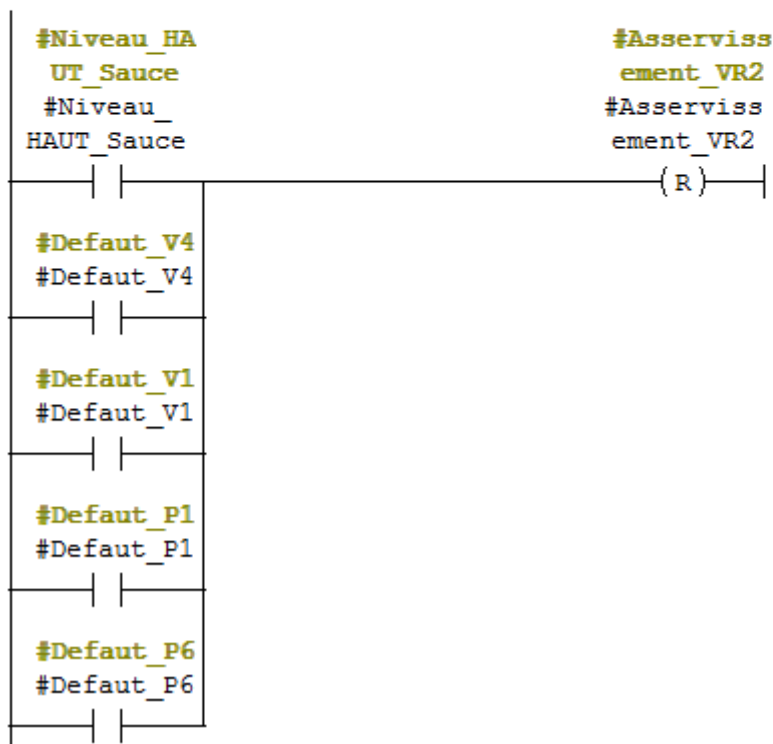 #Niveau_HA
UT_Sauce
#Niveau_
HAUT_Sauce
#Asserviss
ement_VR2
#Asserviss
ement_VR2
( R )
#Defaut_V4
#Defaut_V4
#Defaut_V1
#Defaut_V1
#Defaut_P1
#Defaut_P1
#Defaut_P6
#Defaut_P6